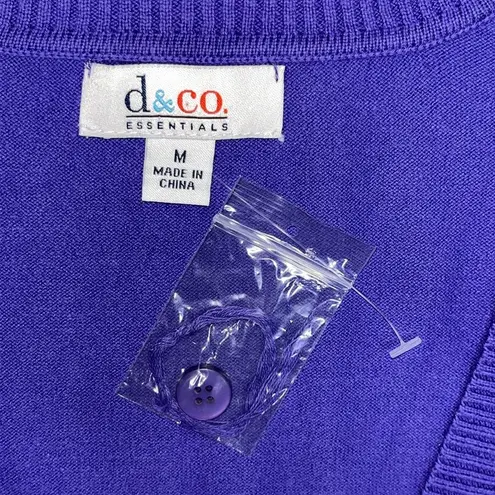 d&co.
ESSENTIALS
M
MADE IN
CHINA